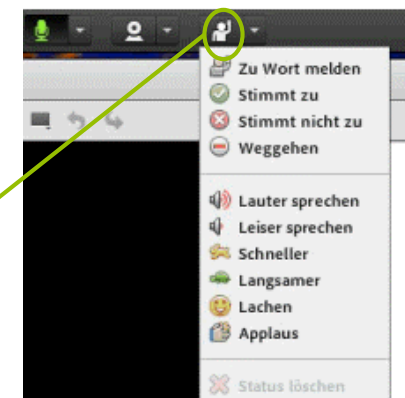 Zu Wort melden
Stimmt zu
Stimmt nicht zu
Weggehen
Lauter sprechen
Leiser sprechen
Schneller
Langsamer
Lachen
Applaus
Status löschen